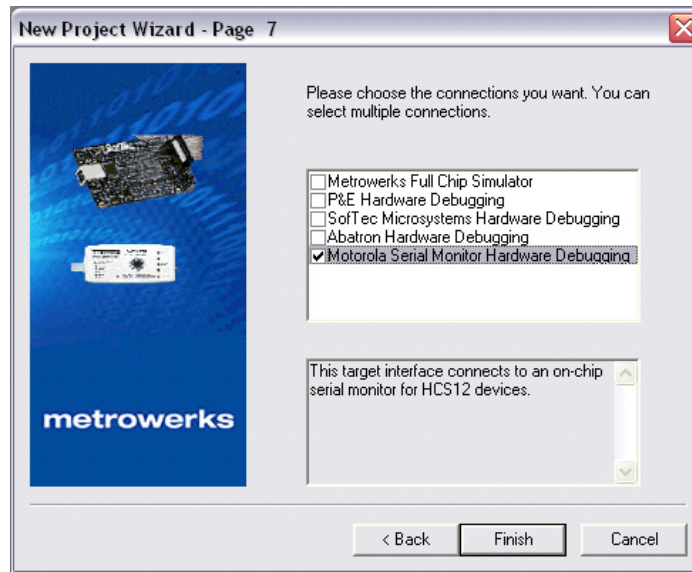 New Project Wizard - Page 7
Please choose the connections you want. You can
select multiple connections.
Metrowerks Full Chip Simulator
P&E Hardware Debugging
SofTec Microsystems Hardware Debugging
Abatron Hardware Debugging
Motorola Serial Monitor Hardware Debugging
This target interface connects to an on-chip
serial monitor for HCS12 devices.
metrowerks
< Back
Finish
Cancel